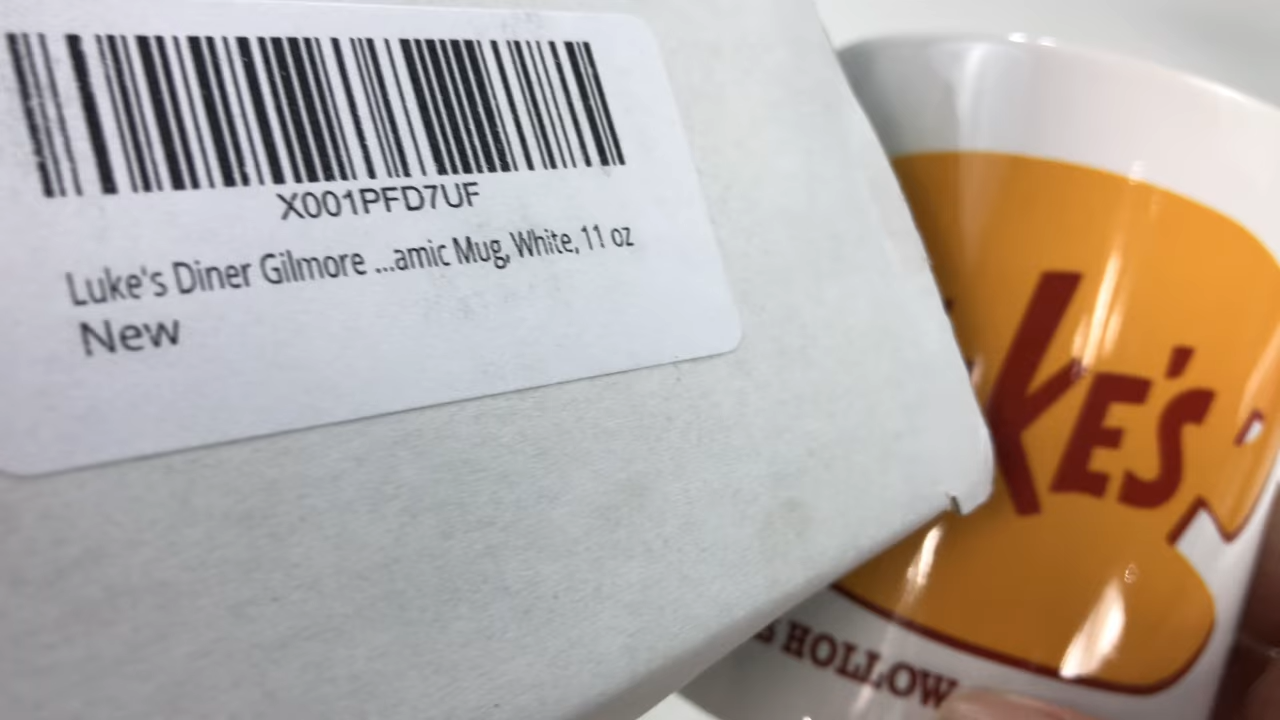 X001PFD7UF
Luke's Diner Gilmore ...amic Mug, White, 11 oz
New
KE'S
HOLLOW